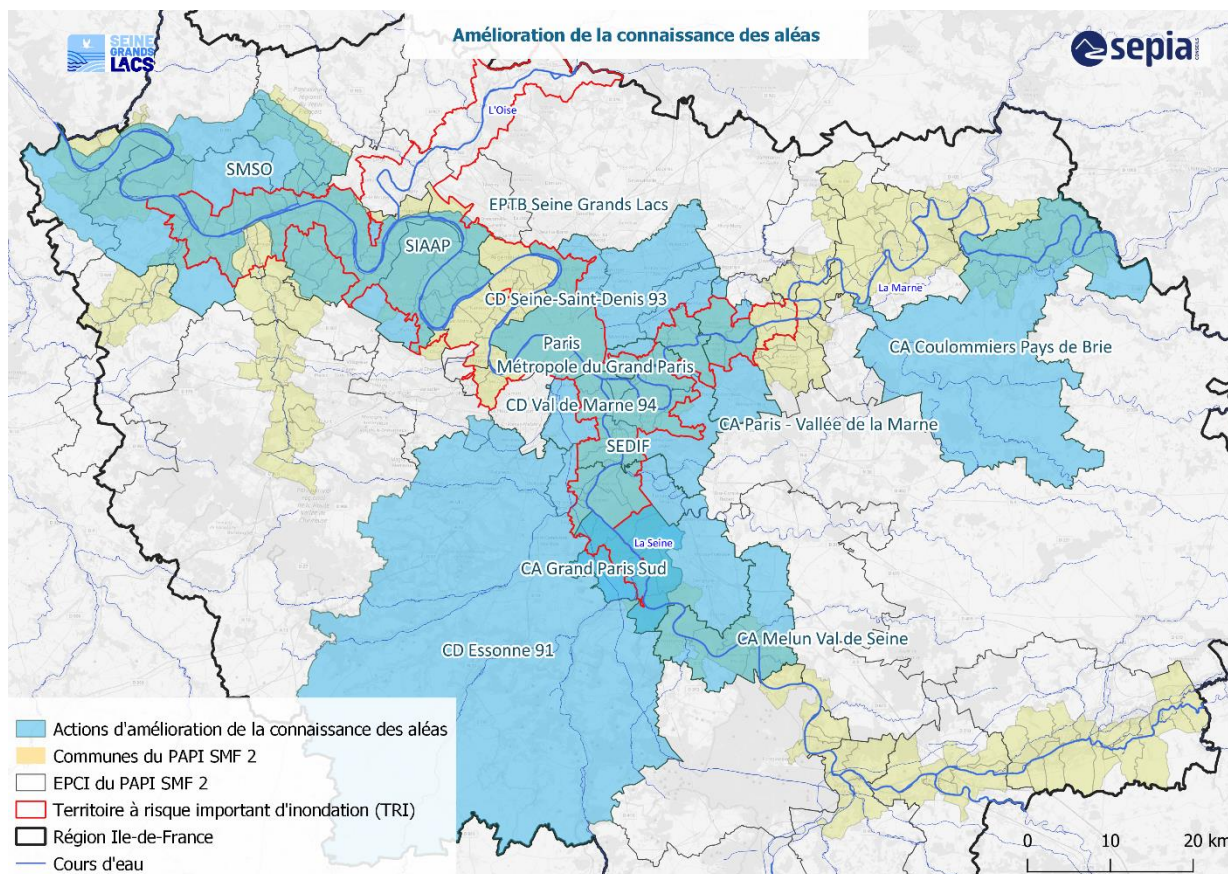 Amélioration de la connaissance des aléas
SEINE
GRANDS
LACS
sepia
CONSEILS
L'Oise
SMSO
EPTB Seine Grands Lacs
SIAAP
La Marne
CD Seine-Saint-Denis 93
Paris
CA Coulommiers Pays de Brie
Métropole du Grand Paris
CD Val de Marne 94
CA Paris - Vallée de la Marne
SEDIF
La Seine
CA Grand Paris Sud
CA Melun Val de Seine
CD Essonne 91
Actions d'amélioration de la connaissance des aléas
Communes du PAPI SMF 2
EPCI du PAPI SMF 2
Territoire à risque important d'inondation (TRI)
Région Ile-de-France
Cours d'eau
0 10 20 km